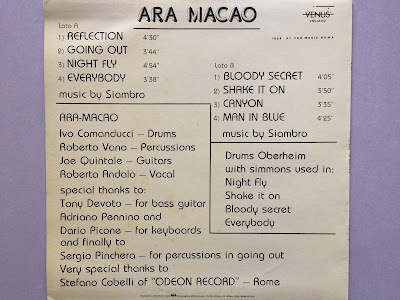 ARA MACAO
VENUS
Lato A
1) REFLECTION 4'30"
2) GOING OUT 3'44"
3) NIGHT FLY 4'54"
4) EVERYBODY 3'38"
music by Siambro
Lato B
1) BLOODY SECRET 4'05"
2) SHAKE IT ON 3'50"
3) CANYON 3'35"
4) MAN IN BLUE 4'25"
music by Siambro
ARA-MACAO
Ivo Comanducci – Drums
Roberto Vano – Percussions
Joe Quintale – Guitars
Roberto Andalò – Vocal
special thanks to:
Tony Devoto – for bass guitar
Adriano Pennino and
Dario Picone – for keyboards
and finally to
Sergio Pinchera – for percussions in going out
Very special thanks to
Stefano Cobelli of "ODEON RECORD" – Rome
Drums Oberheim
with simmons used in:
Night Fly
Shake it on
Bloody secret
Everybody